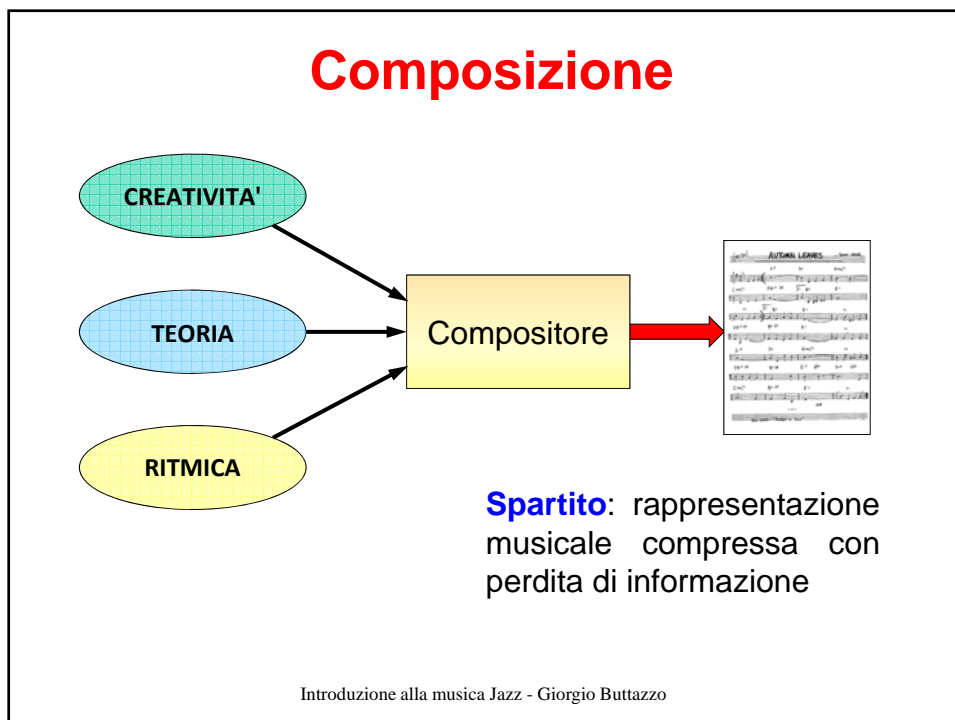 Composizione
CREATIVITA'
TEORIA
RITMICA
Compositore
AUTUMN LEAVES
Spartito: rappresentazione
musicale compressa con
perdita di informazione
Introduzione alla musica Jazz - Giorgio Buttazzo